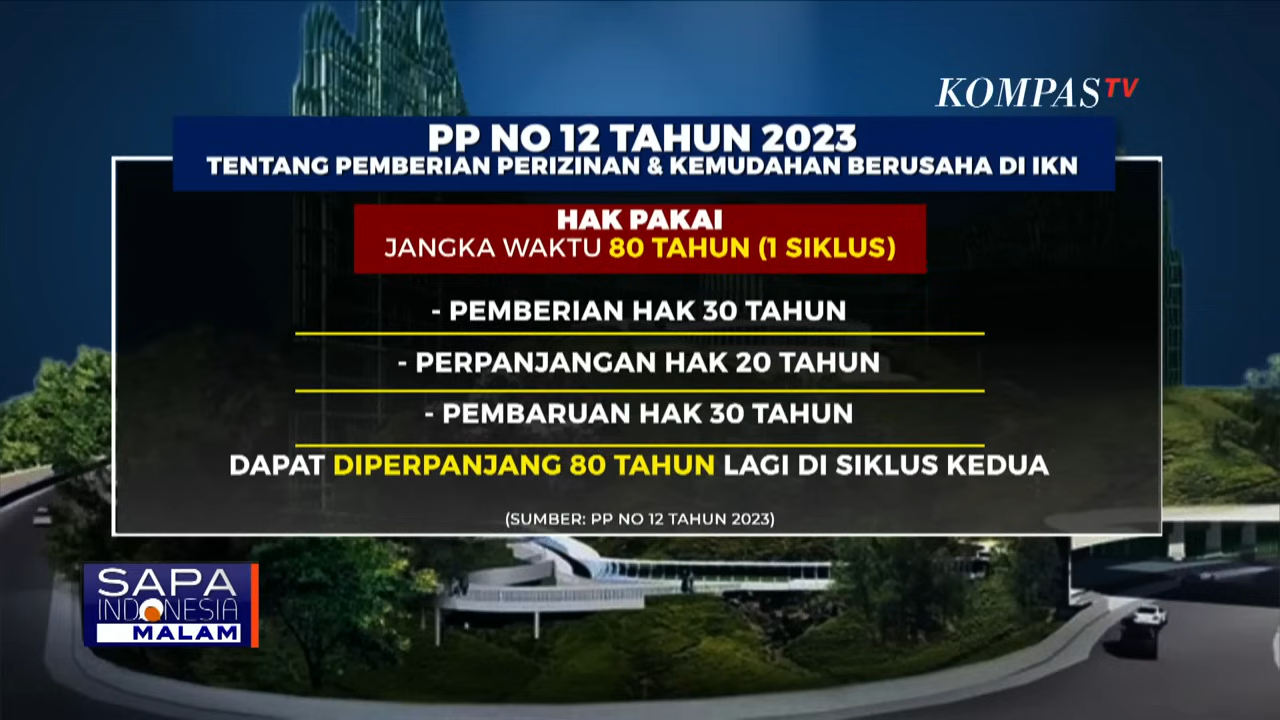 KOMPASTV
PP NO 12 TAHUN 2023
TENTANG PEMBERIAN PERIZINAN & KEMUDAHAN BERUSAHA DI IKN
HAK PAKAI
JANGKA WAKTU 80 TAHUN (1 SIKLUS)
- PEMBERIAN HAK 30 TAHUN
- PERPANJANGAN HAK 20 TAHUN
- PEMBARUAN HAK 30 TAHUN
DAPAT DIPERPANJANG 80 TAHUN LAGI DI SIKLUS KEDUA
(SUMBER: PP NO 12 TAHUN 2023)
SAPA
INDONESIA
MALAM